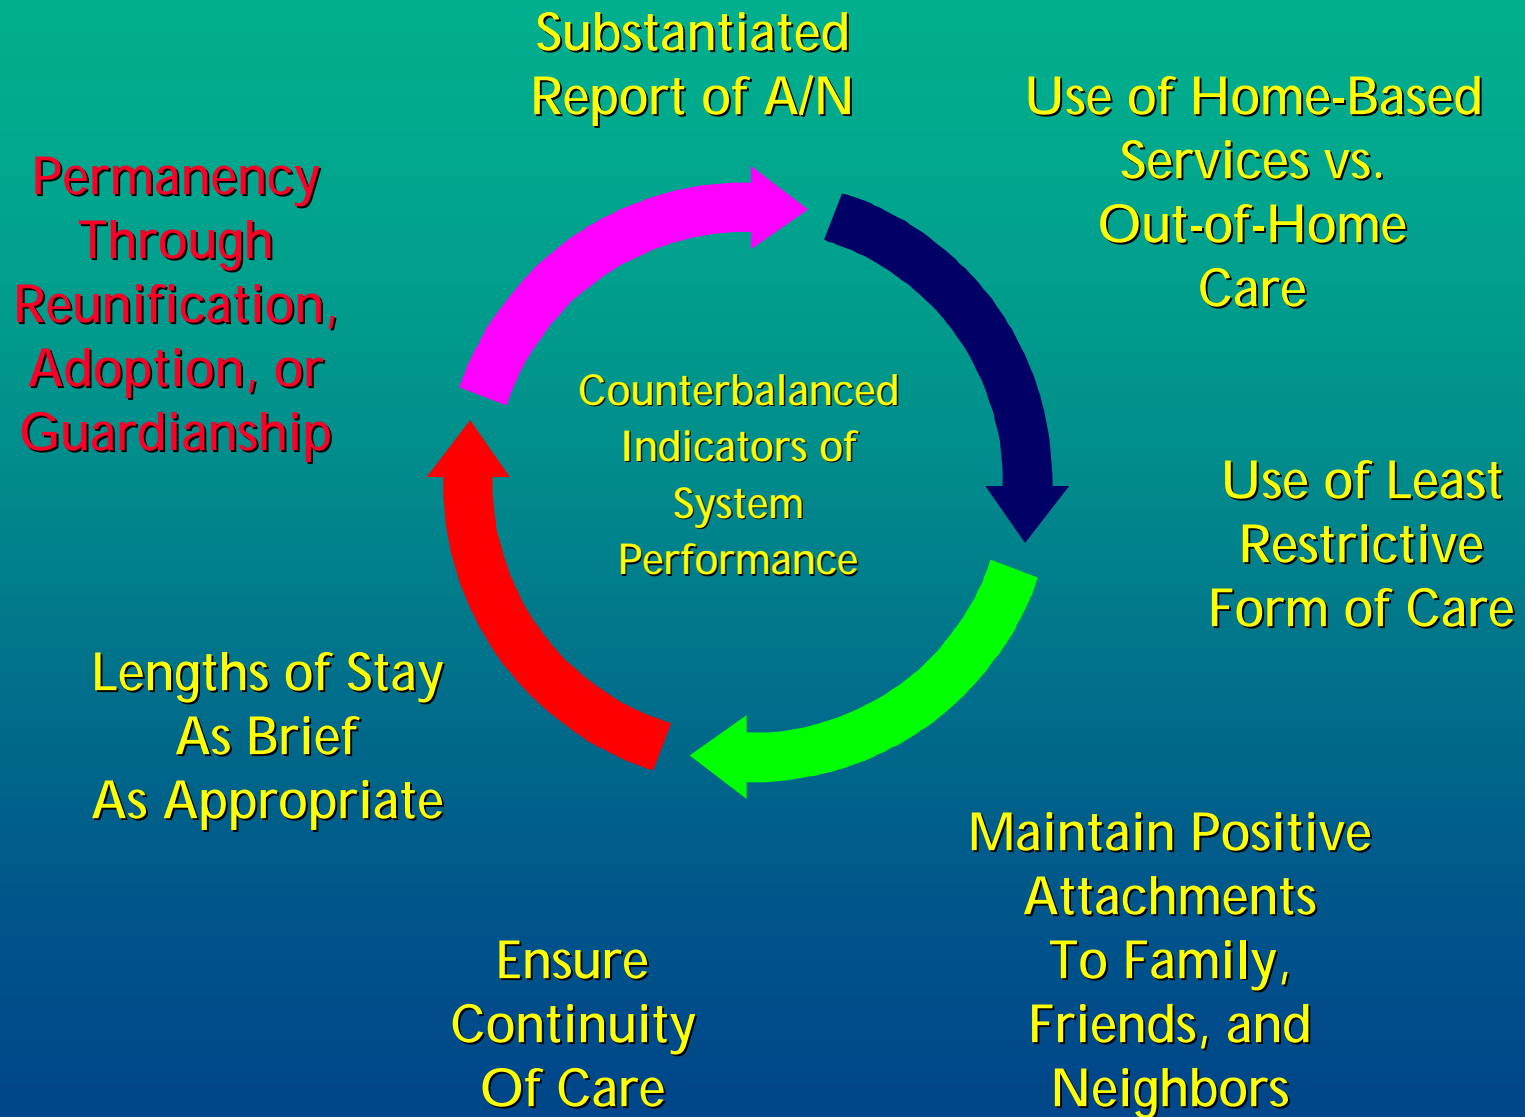 Substantiated
Report of A/N
Use of Home-Based
Services vs.
Out-of-Home
Care
Use of Least
Restrictive
Form of Care
Maintain Positive
Attachments
To Family,
Friends, and
Neighbors
Ensure
Continuity
Of Care
Lengths of Stay
As Brief
As Appropriate
Permanency
Through
Reunification,
Adoption, or
Guardianship
Counterbalanced
Indicators of
System
Performance